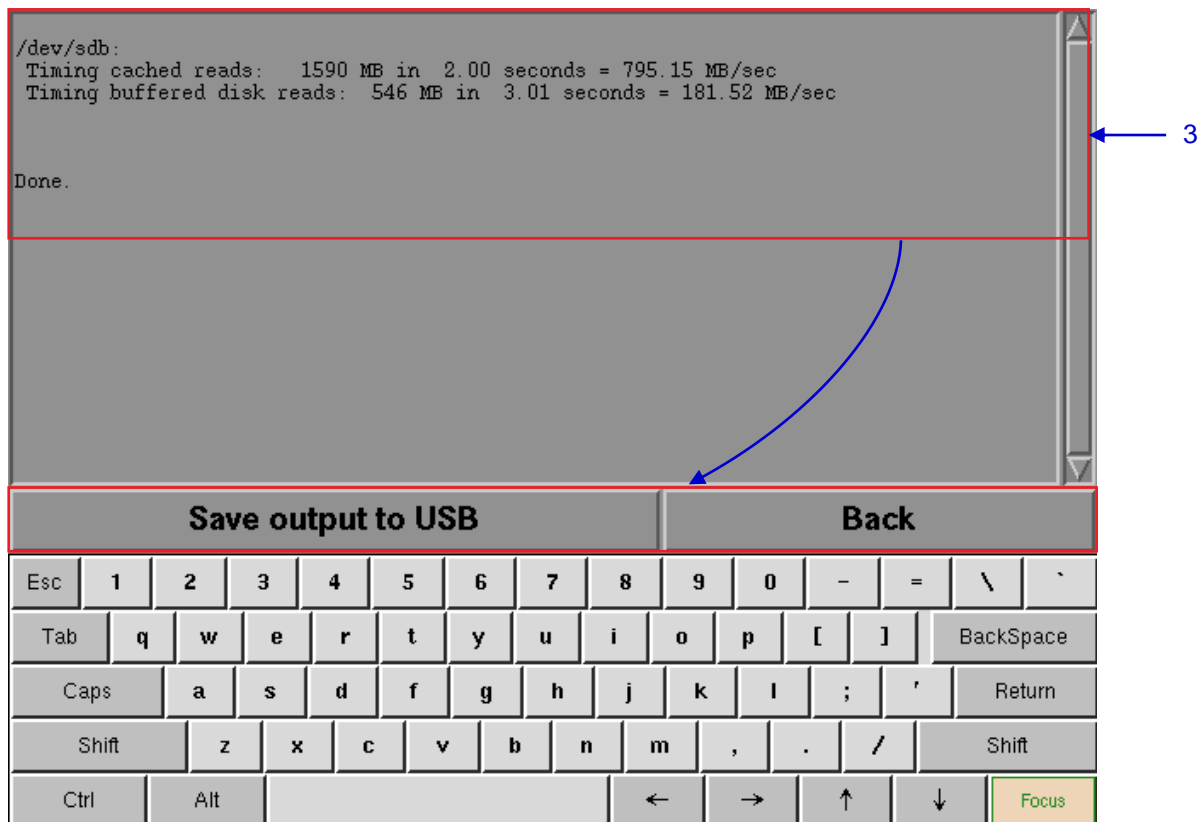 /dev/sdb:
Timing cached reads:   1590 MB in  2.00 seconds = 795.15 MB/sec
Timing buffered disk reads:  546 MB in  3.01 seconds = 181.52 MB/sec
3
Done.
Save output to USB Back
Esc 1 2 3 4 5 6 7 8 9 0 - = \ `
Tab q w e r t y u i o p [ ] BackSpace
Caps a s d f g h j k l ; ' Return
Shift z x c v b n m , . / Shift
Ctrl Alt ← → ↑ ↓ Focus